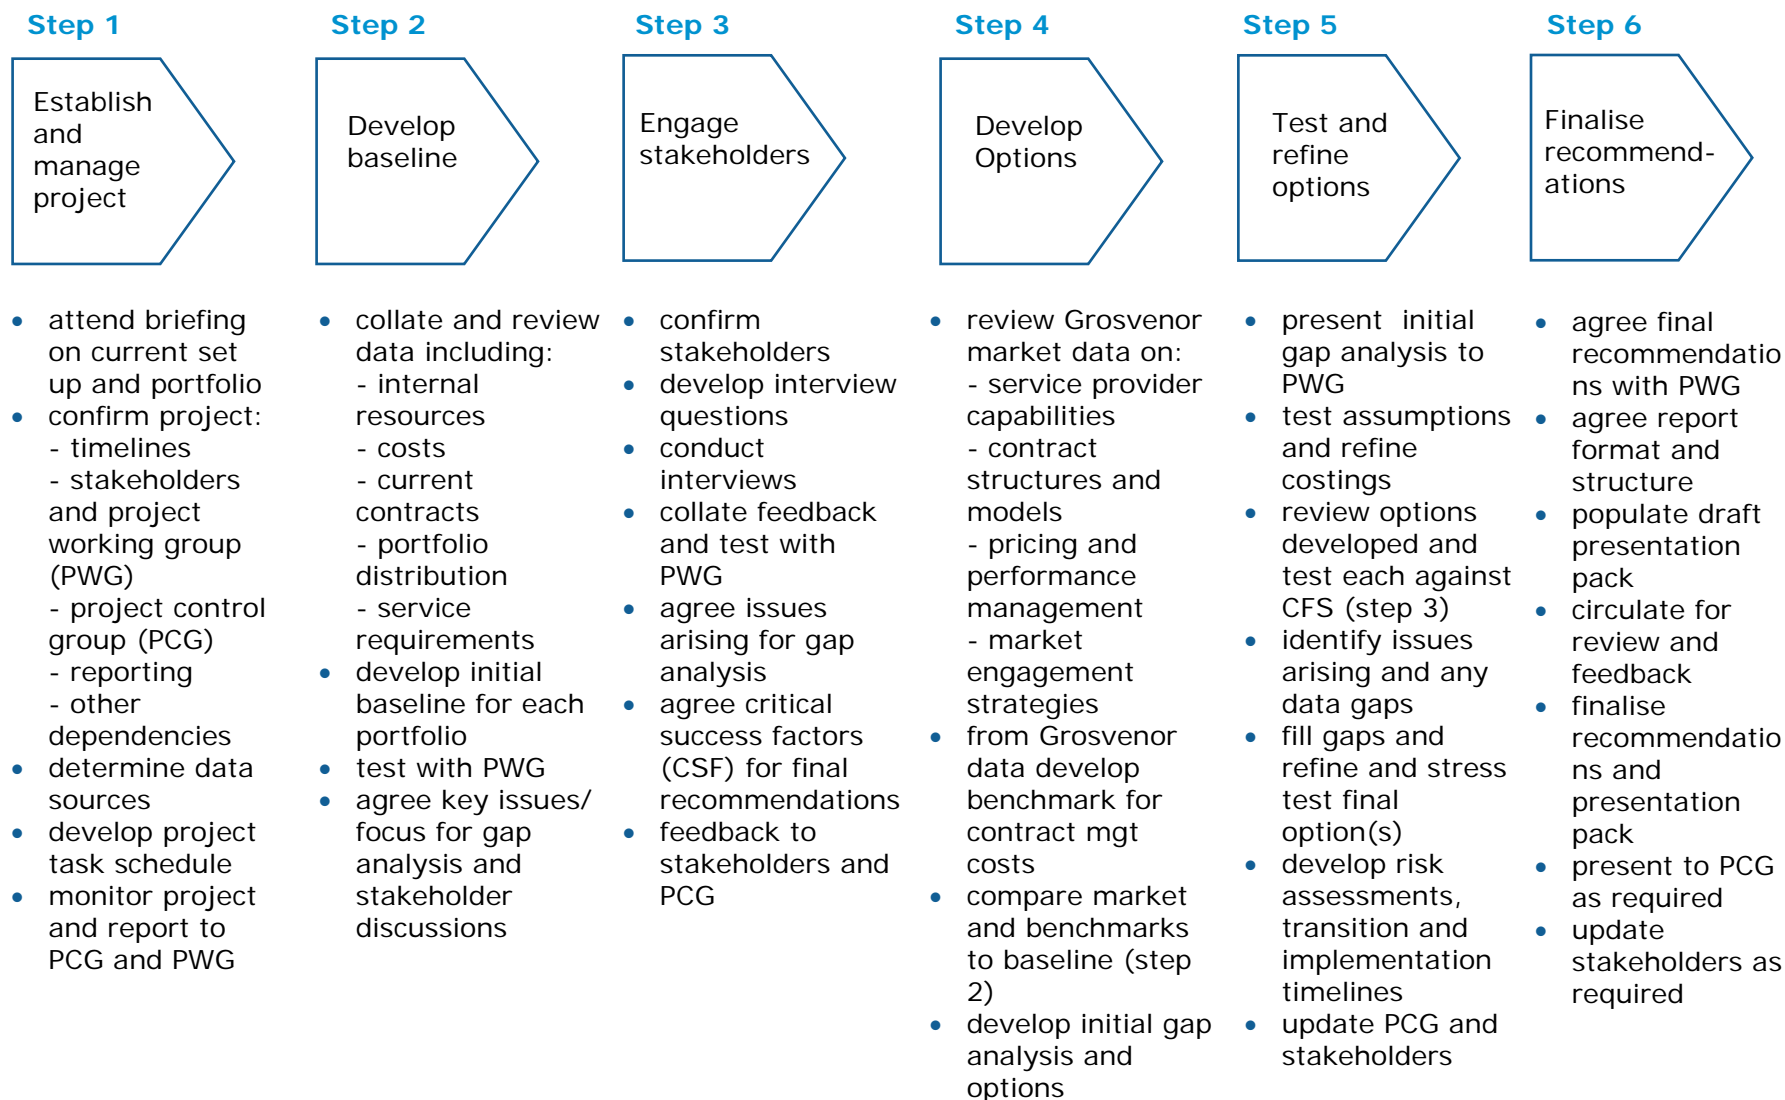 Step 1
Establish
and
manage
project
• attend briefing
on current set
up and portfolio
• confirm project:
- timelines
- stakeholders
and project
working group
(PWG)
- project control
group (PCG)
- reporting
- other
dependencies
• determine data
sources
• develop project
task schedule
• monitor project
and report to
PCG and PWG
Step 2
Develop
baseline
• collate and review
data including:
- internal
resources
- costs
- current
contracts
- portfolio
distribution
- service
requirements
• develop initial
baseline for each
portfolio
• test with PWG
• agree key issues/
focus for gap
analysis and
stakeholder
discussions
Step 3
Engage
stakeholders
• confirm
stakeholders
• develop interview
questions
• conduct
interviews
• collate feedback
and test with
PWG
• agree issues
arising for gap
analysis
• agree critical
success factors
(CSF) for final
recommendations
• feedback to
stakeholders and
PCG
Step 4
Develop
Options
• review Grosvenor
market data on:
- service provider
capabilities
- contract
structures and
models
- pricing and
performance
management
- market
engagement
strategies
• from Grosvenor
data develop
benchmark for
contract mgt
costs
• compare market
and benchmarks
to baseline (step
2)
• develop initial gap
analysis and
options
Step 5
Test and
refine
options
• present initial
gap analysis to
PWG
• test assumptions
and refine
costings
• review options
developed and
test each against
CFS (step 3)
• identify issues
arising and any
data gaps
• fill gaps and
refine and stress
test final
option(s)
• develop risk
assessments,
transition and
implementation
timelines
• update PCG and
stakeholders
Step 6
Finalise
recommend-
ations
• agree final
recommendatio
ns with PWG
• agree report
format and
structure
• populate draft
presentation
pack
• circulate for
review and
feedback
• finalise
recommendatio
ns and
presentation
pack
• present to PCG
as required
• update
stakeholders as
required